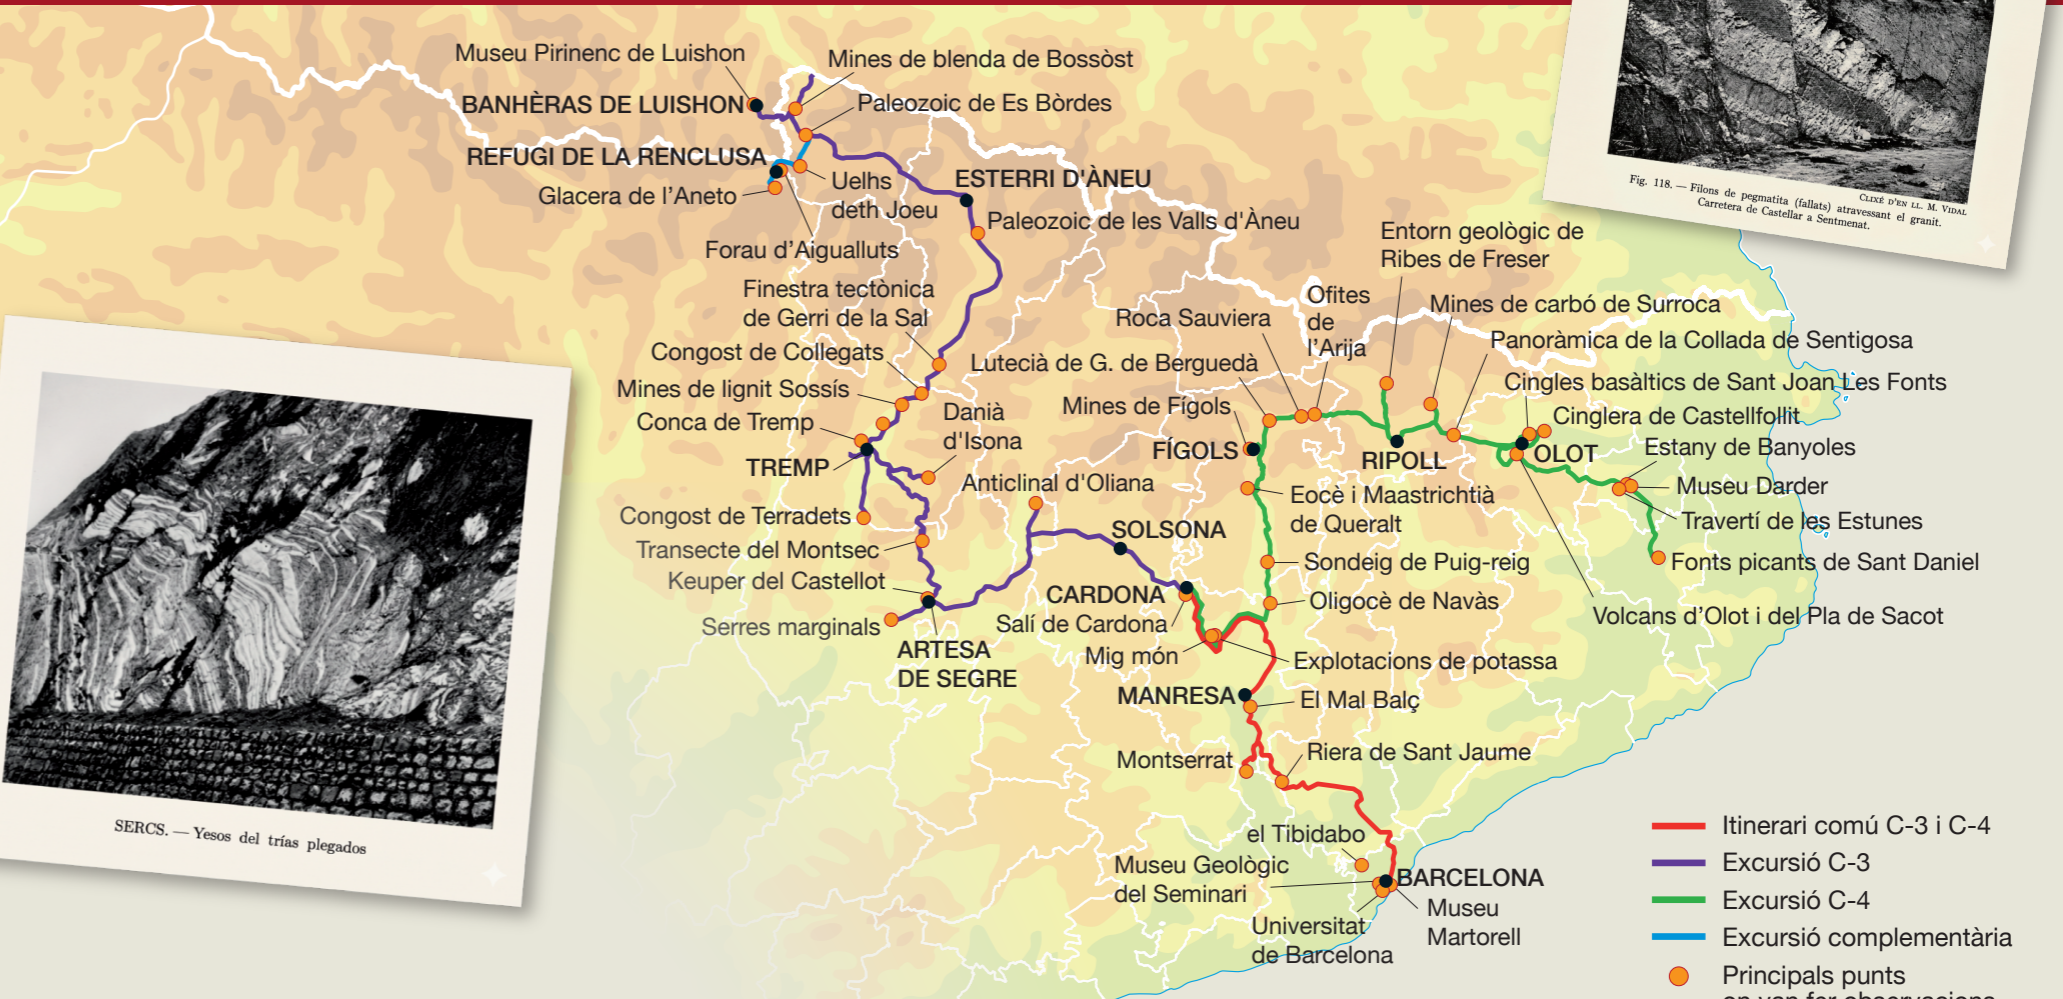 Museu Pirinenc de Luishon
Mines de blenda de Bossòst
BANHÈRAS DE LUISHON
Paleozoic de Es Bòrdes
REFUGI DE LA RENCLUSA
Glacera de l'Aneto
Uelhs
deth Joeu
ESTERRI D'ÀNEU
Paleozoic de les Valls d'Àneu
Forau d'Aigualluts
Finestra tectònica
de Gerri de la Sal
Congost de Collegats
Mines de lignit Sossís
Conca de Tremp
Danià
d'Isona
TREMP
Anticlinal d'Oliana
Congost de Terradets
Transecte del Montsec
Keuper del Castellot
Serres marginals
ARTESA
DE SEGRE
SOLSONA
CARDONA
Salí de Cardona
Mig món
Explotacions de potassa
MANRESA
El Mal Balç
Montserrat
Riera de Sant Jaume
el Tibidabo
Museu Geològic
del Seminari
BARCELONA
Museu
Martorell
Universitat
de Barcelona
Entorn geològic de
Ribes de Freser
Ofites
de
l'Arija
Roca Sauviera
Mines de carbó de Surroca
Panoràmica de la Collada de Sentigosa
Lutecià de G. de Berguedà
Cingles basàltics de Sant Joan Les Fonts
Mines de Fígols
Cinglera de Castellfollit
FÍGOLS
RIPOLL
OLOT
Estany de Banyoles
Museu Darder
Travertí de les Estunes
Eocè i Maastrichtià
de Queralt
Sondeig de Puig-reig
Fonts picants de Sant Daniel
Oligocè de Navàs
Volcans d'Olot i del Pla de Sacot
CLIXÉ D'EN LL. M. VIDAL
Fig. 118. — Filons de pegmatita (fallats) atravessant el granit.
Carretera de Castellar a Sentmenat.
SERCS. — Yesos del trías plegados
Itinerari comú C-3 i C-4
Excursió C-3
Excursió C-4
Excursió complementària
Principals punts
on van fer observacions